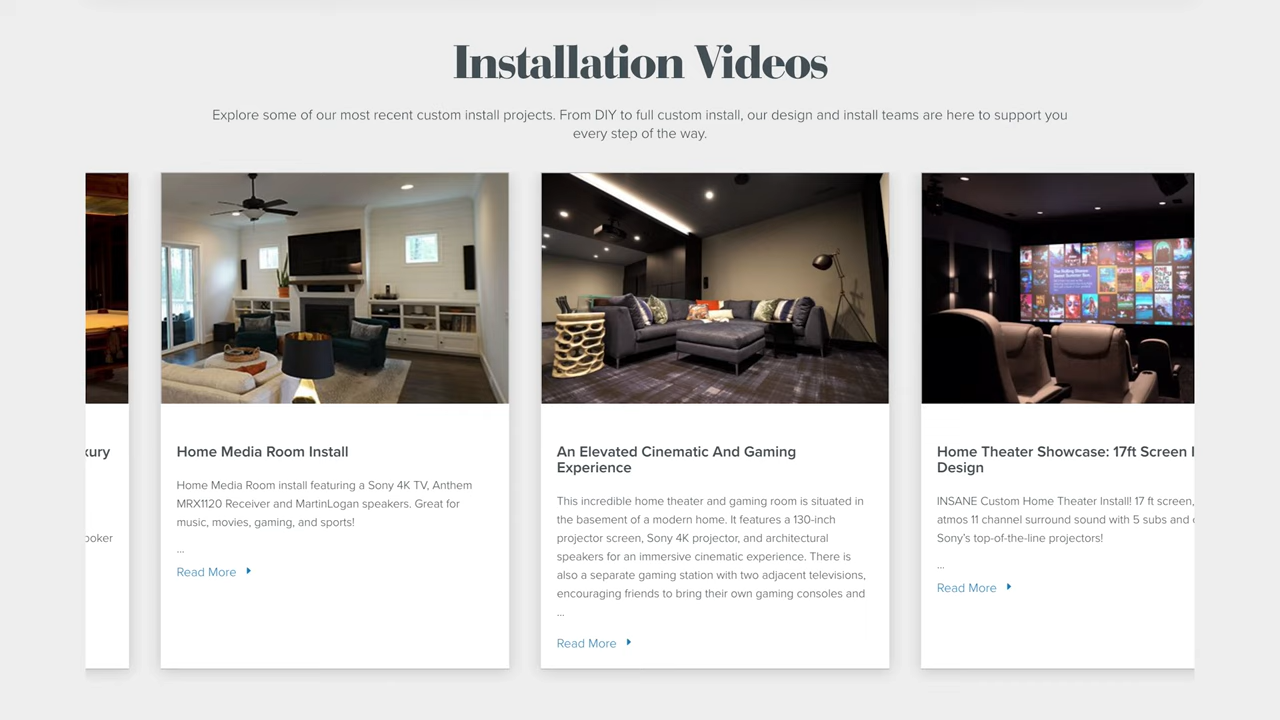 Installation Videos
Explore some of our most recent custom install projects. From DIY to full custom install, our design and install teams are here to support you
every step of the way.
Home Media Room Install
Home Media Room install featuring a Sony 4K TV, Anthem
MRX1120 Receiver and MartinLogan speakers. Great for
music, movies, gaming, and sports!
...
Read More
An Elevated Cinematic And Gaming
Experience
This incredible home theater and gaming room is situated in
the basement of a modern home. It features a 130-inch
projector screen, Sony 4K projector, and architectural
speakers for an immersive cinematic experience. There is
also a separate gaming station with two adjacent televisions,
encouraging friends to bring their own gaming consoles and
...
Read More
Home Theater Showcase: 17ft Screen
Design
INSANE Custom Home Theater Install! 17 ft screen,
atmos 11 channel surround sound with 5 subs and
Sony's top-of-the-line projectors!
...
Read More